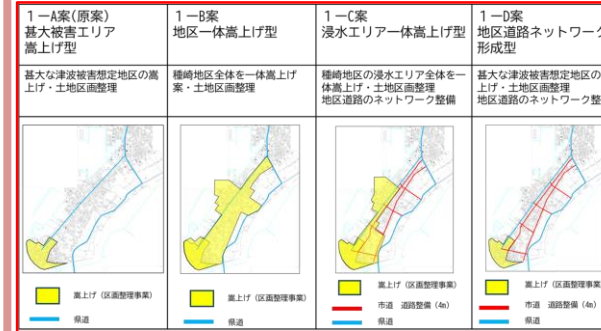 1－A案(原案)
甚大被害エリア
嵩上げ型
甚大な津波被害想定地区の嵩
上げ・土地区画整理
嵩上げ（区画整理事業）
県道
1－B案
地区一体嵩上げ型
種崎地区全体を一体嵩上げ
案・土地区画整理
嵩上げ（区画整理事業）
県道
1－C案
浸水エリア一体嵩上げ型
種崎地区の浸水エリア全体を一
体嵩上げ・土地区画整理
地区道路のネットワーク整備
嵩上げ（区画整理事業）
市道　道路整備（4m）
県道
1－D案
地区道路ネットワーク
形成型
甚大な津波被害想定地区の
上げ・土地区画整理
地区道路のネットワーク整
嵩上げ（区画整理事業
市道　道路整備（4m）
県道